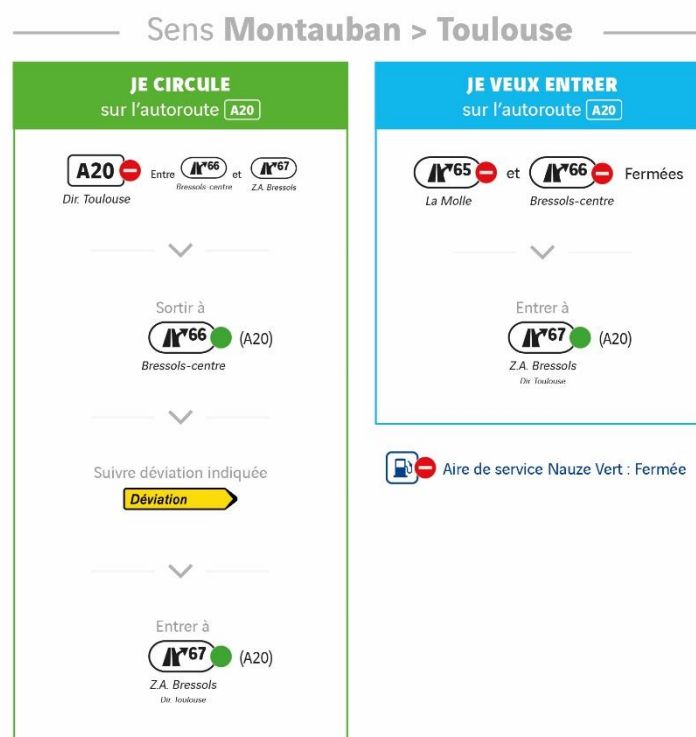 Sens Montauban > Toulouse
JE CIRCULE
sur l'autoroute A20
A20 Entre 66 et 67
Dir. Toulouse Bressols-centre Z.A. Bressols
Sortir à
66 (A20)
Bressols-centre
Suivre déviation indiquée
Déviation
Entrer à
67 (A20)
Z.A. Bressols
Dir. Toulouse
JE VEUX ENTRER
sur l'autoroute A20
65 et 66 Fermées
La Molle Bressols-centre
Entrer à
67 (A20)
Z.A. Bressols
Dir. Toulouse
Aire de service Nauze Vert : Fermée